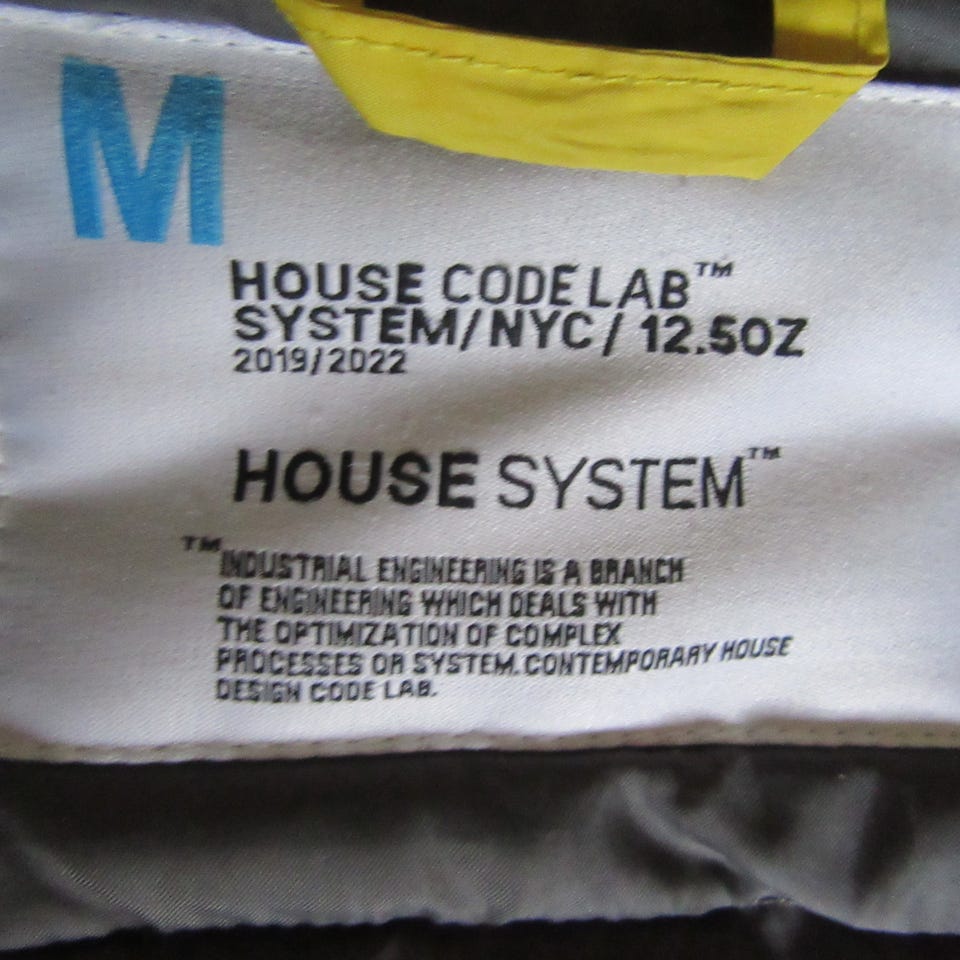 M
HOUSE CODE LAB™
SYSTEM/NYC/12.5OZ
2019/2022
HOUSE SYSTEM™
™INDUSTRIAL ENGINEERING IS A BRANCH
OF ENGINEERING WHICH DEALS WITH
THE OPTIMIZATION OF COMPLEX
PROCESSES OR SYSTEM. CONTEMPORARY HOUSE
DESIGN CODE LAB.